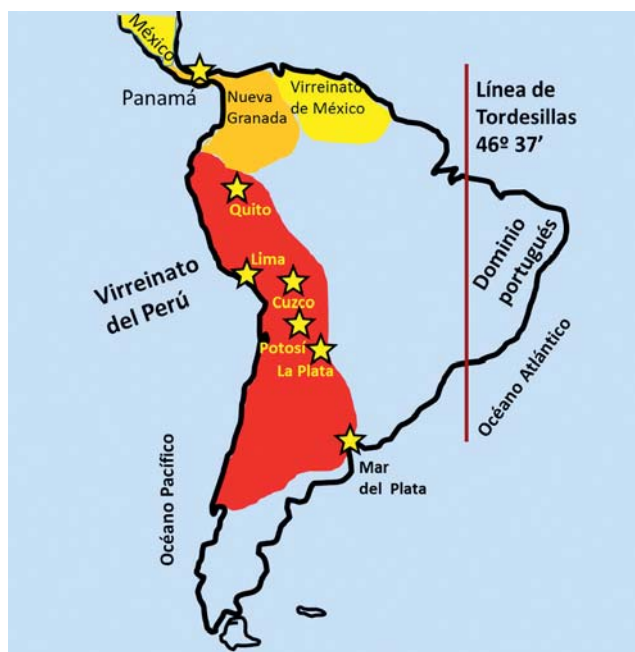 México
Panamá
Nueva
Granada
Virreinato
de México
Línea de
Tordesillas
46º 37’
Quito
Lima
Cuzco
Potosí
La Plata
Virreinato
del Perú
Dominio
portugués
Océano Atlántico
Océano Pacífico
Mar
del Plata